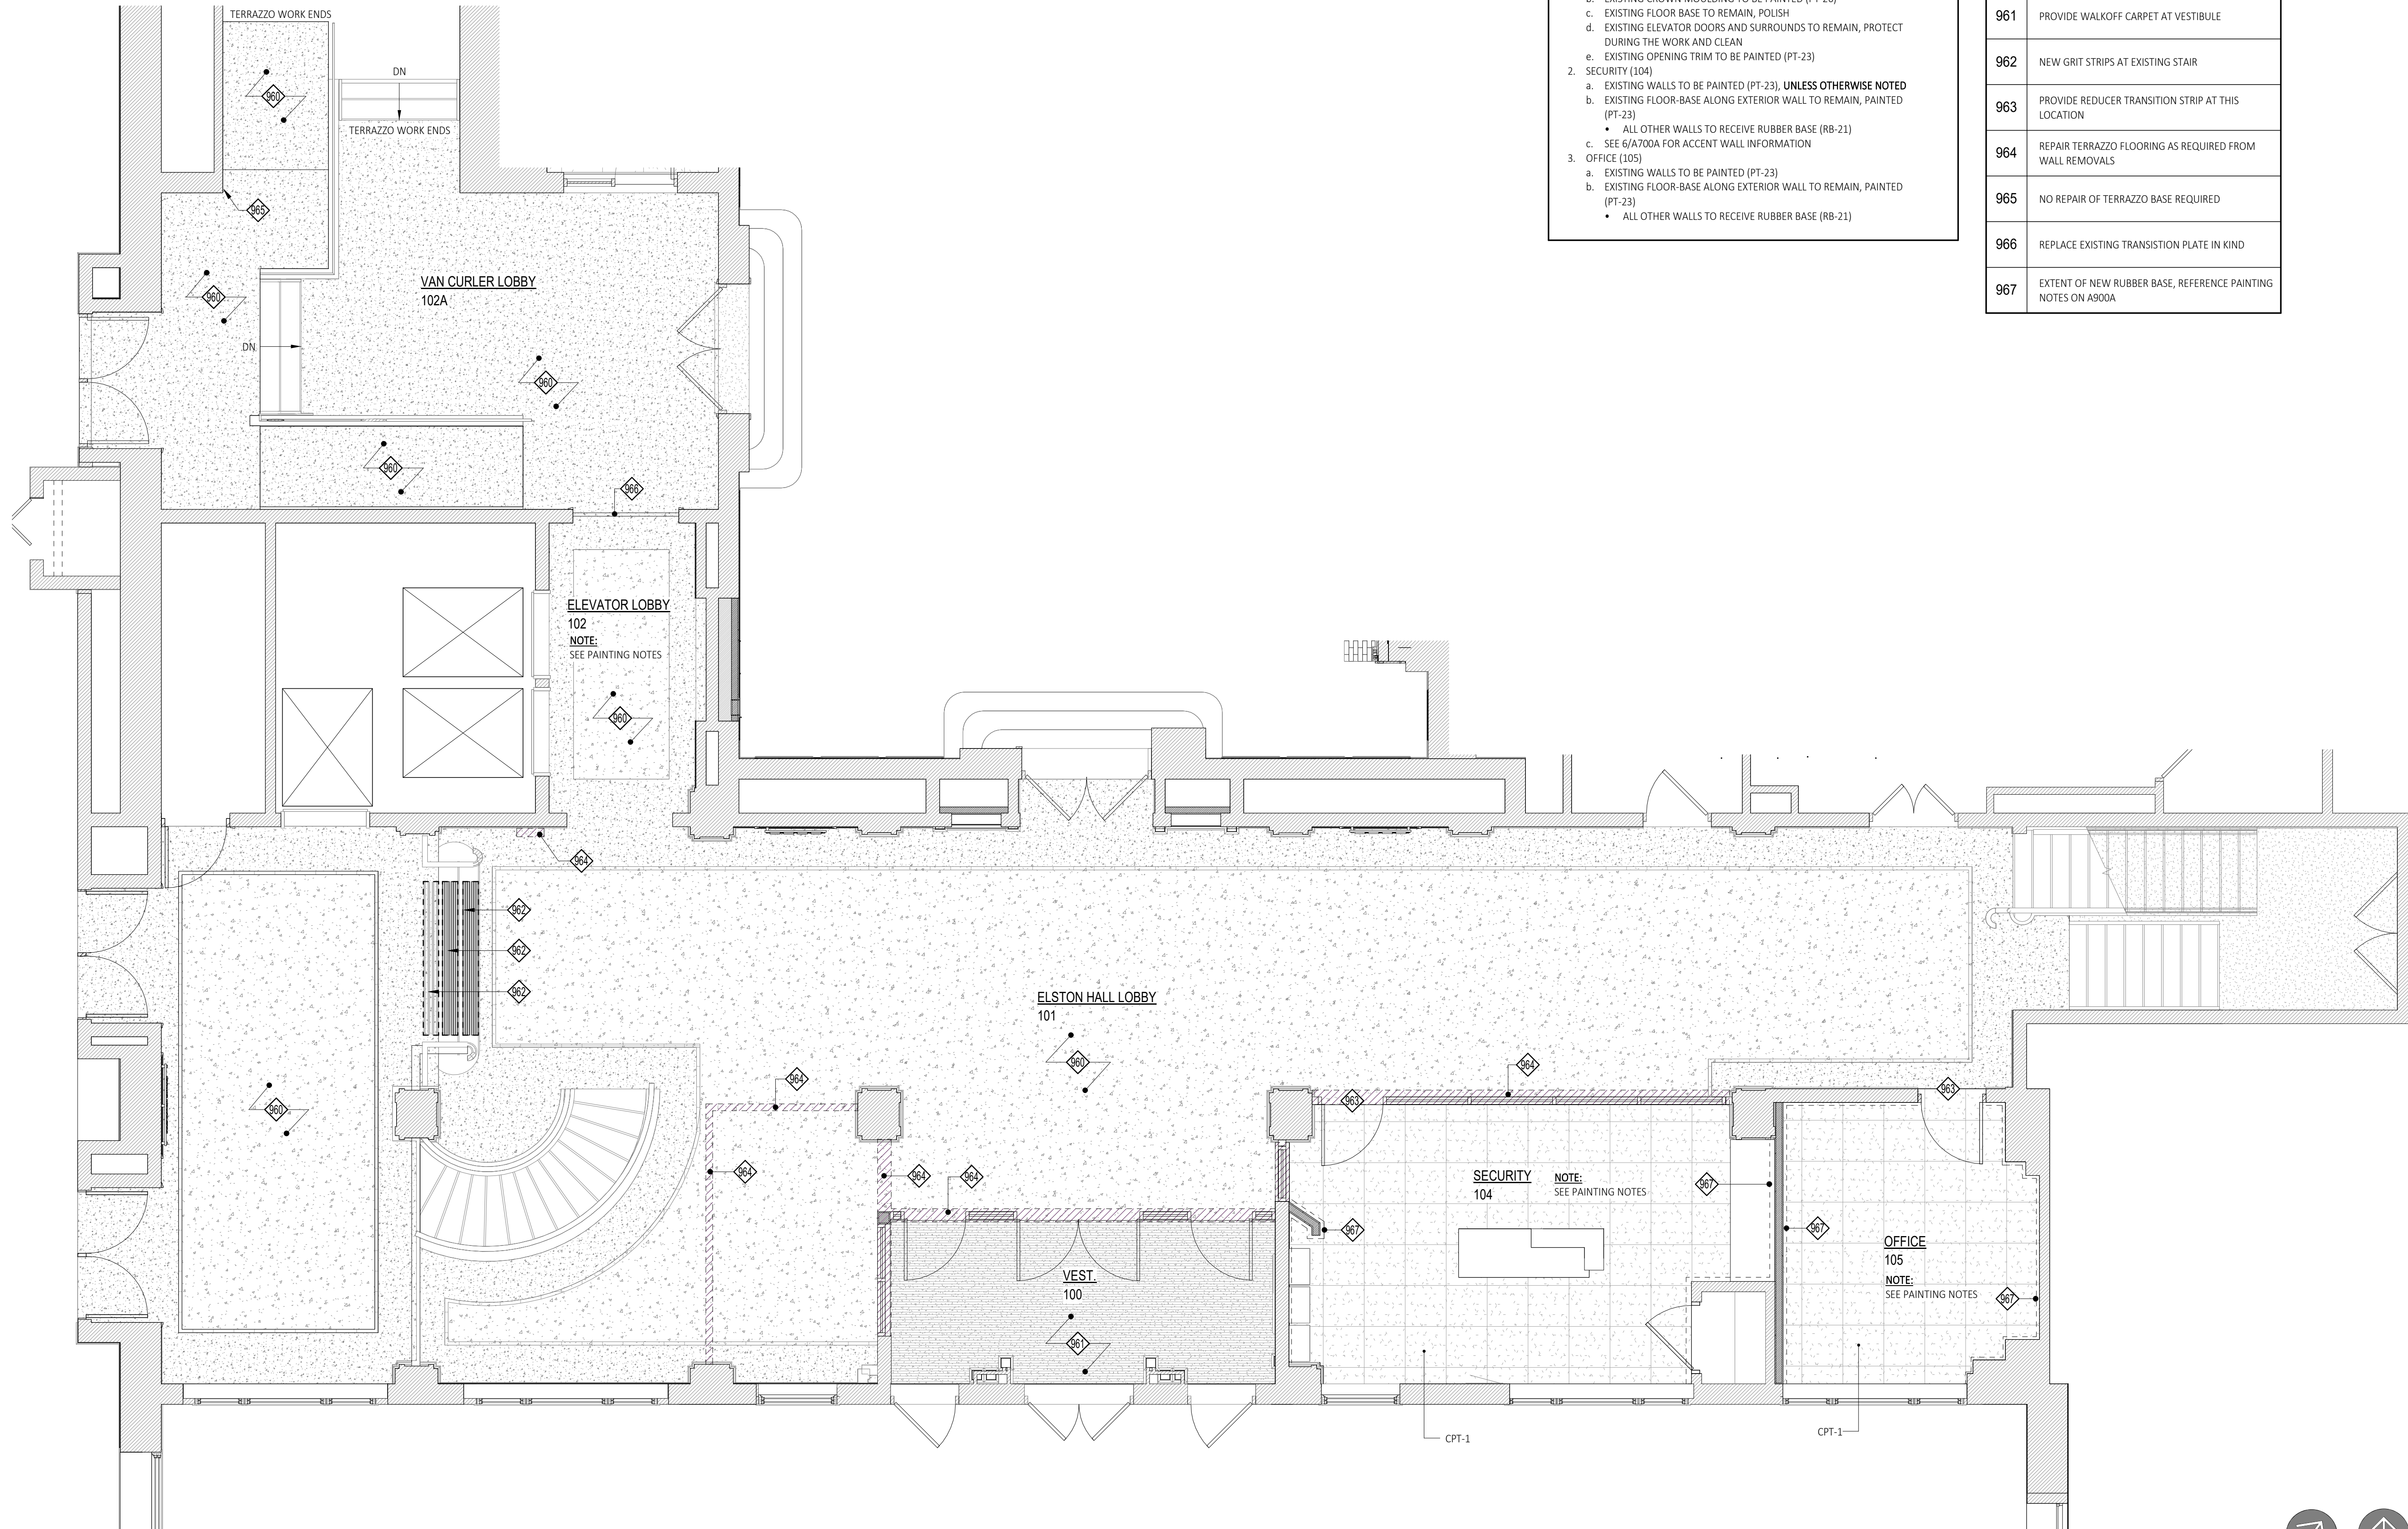 TERRAZZO WORK ENDS
DN
TERRAZZO WORK ENDS
960
965
960
VAN CURLER LOBBY
102A
DN
960
960
966
ELEVATOR LOBBY
102
NOTE:
SEE PAINTING NOTES
960
964
962
962
962
ELSTON HALL LOBBY
101
960
964
964
963
963
960
964
964
964
SECURITY
104
NOTE:
SEE PAINTING NOTES
967
967
967
OFFICE
105
NOTE:
SEE PAINTING NOTES
967
VEST.
100
961
CPT-1
CPT-1
b. EXISTING CROWN MOULDING TO BE PAINTED
c. EXISTING FLOOR BASE TO REMAIN, POLISH
d. EXISTING ELEVATOR DOORS AND SURROUNDS TO REMAIN, PROTECT
DURING THE WORK AND CLEAN
e. EXISTING OPENING TRIM TO BE PAINTED (PT-23)
2. SECURITY (104)
a. EXISTING WALLS TO BE PAINTED (PT-23), UNLESS OTHERWISE NOTED
b. EXISTING FLOOR-BASE ALONG EXTERIOR WALL TO REMAIN, PAINTED
(PT-23)
• ALL OTHER WALLS TO RECEIVE RUBBER BASE (RB-21)
c. SEE 6/A700A FOR ACCENT WALL INFORMATION
3. OFFICE (105)
a. EXISTING WALLS TO BE PAINTED (PT-23)
b. EXISTING FLOOR-BASE ALONG EXTERIOR WALL TO REMAIN, PAINTED
(PT-23)
• ALL OTHER WALLS TO RECEIVE RUBBER BASE (RB-21)
961 PROVIDE WALKOFF CARPET AT VESTIBULE
962 NEW GRIT STRIPS AT EXISTING STAIR
963 PROVIDE REDUCER TRANSITION STRIP AT THIS
LOCATION
964 REPAIR TERRAZZO FLOORING AS REQUIRED FROM
WALL REMOVALS
965 NO REPAIR OF TERRAZZO BASE REQUIRED
966 REPLACE EXISTING TRANSISTION PLATE IN KIND
967 EXTENT OF NEW RUBBER BASE, REFERENCE PAINTING
NOTES ON A900A